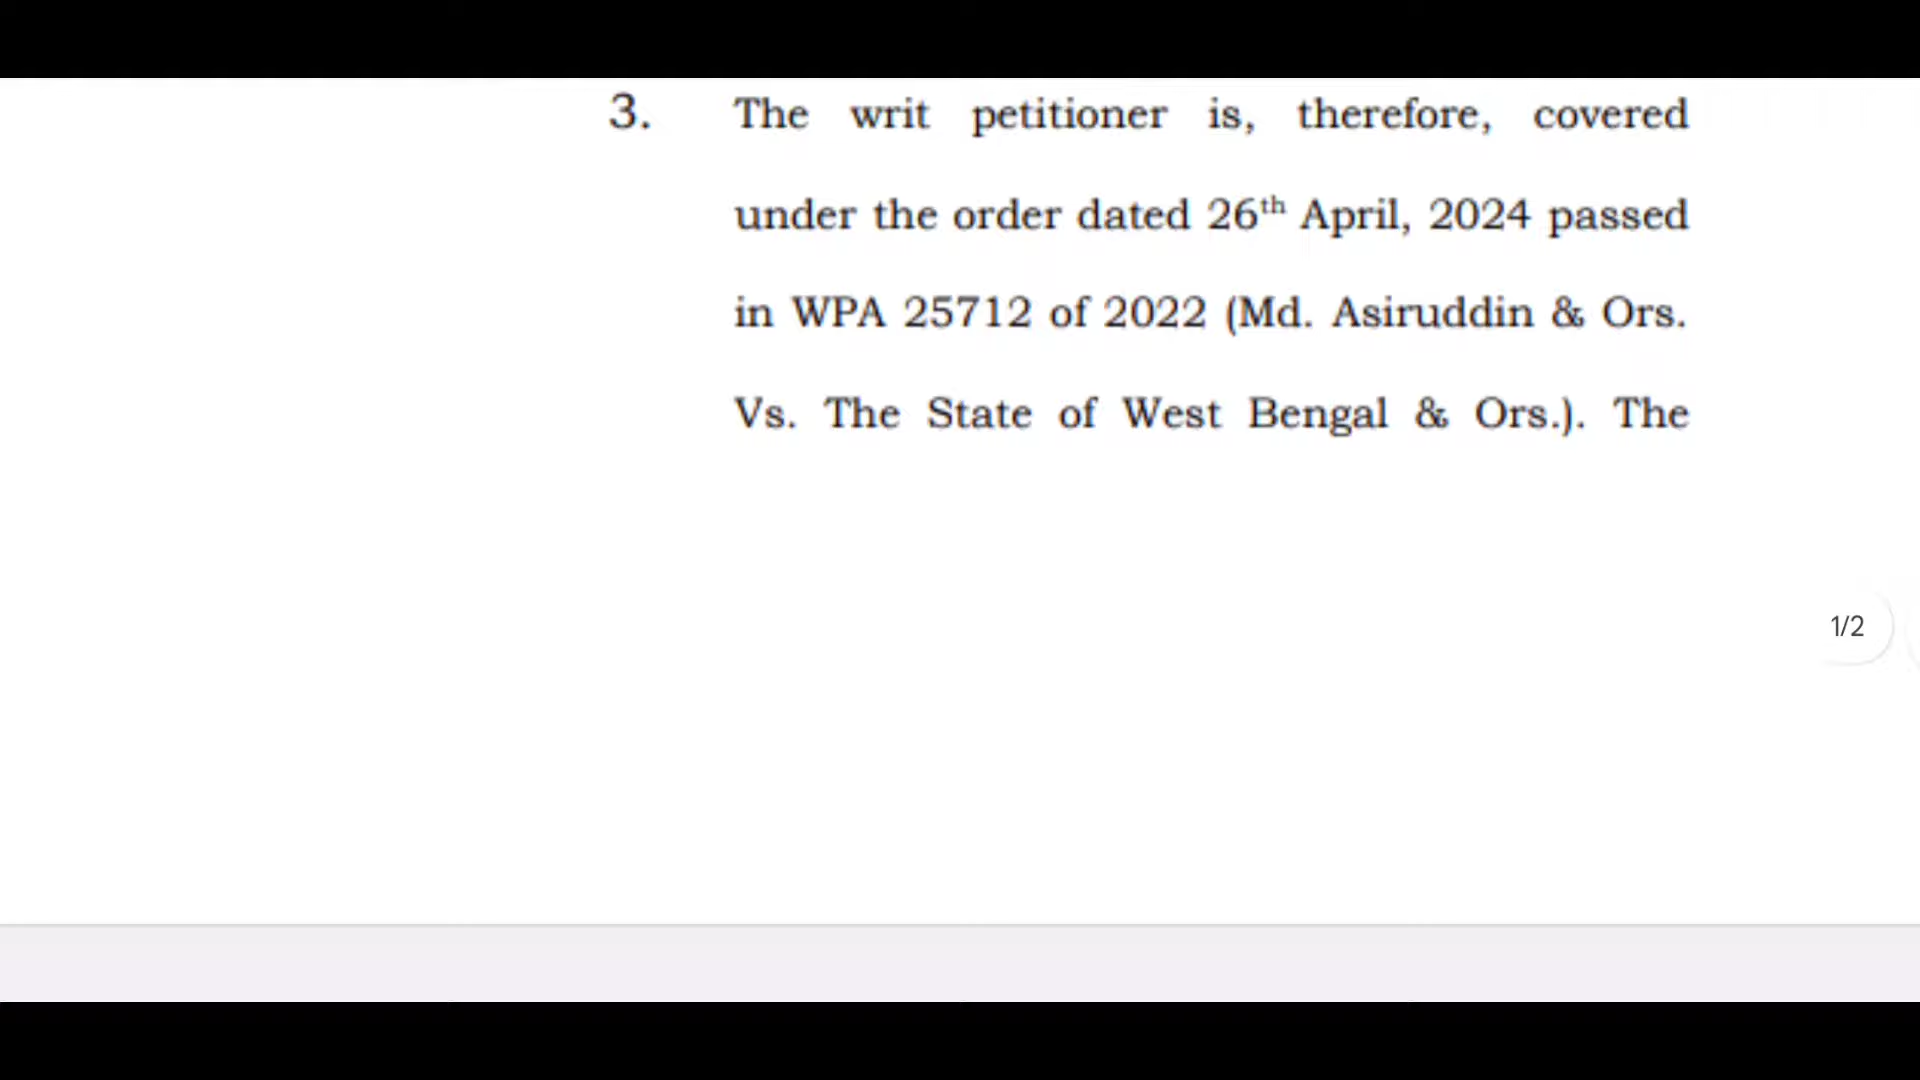 3. The writ petitioner is, therefore, covered
under the order dated 26th April, 2024 passed
in WPA 25712 of 2022 (Md. Asiruddin & Ors.
Vs. The State of West Bengal & Ors.). The
1/2